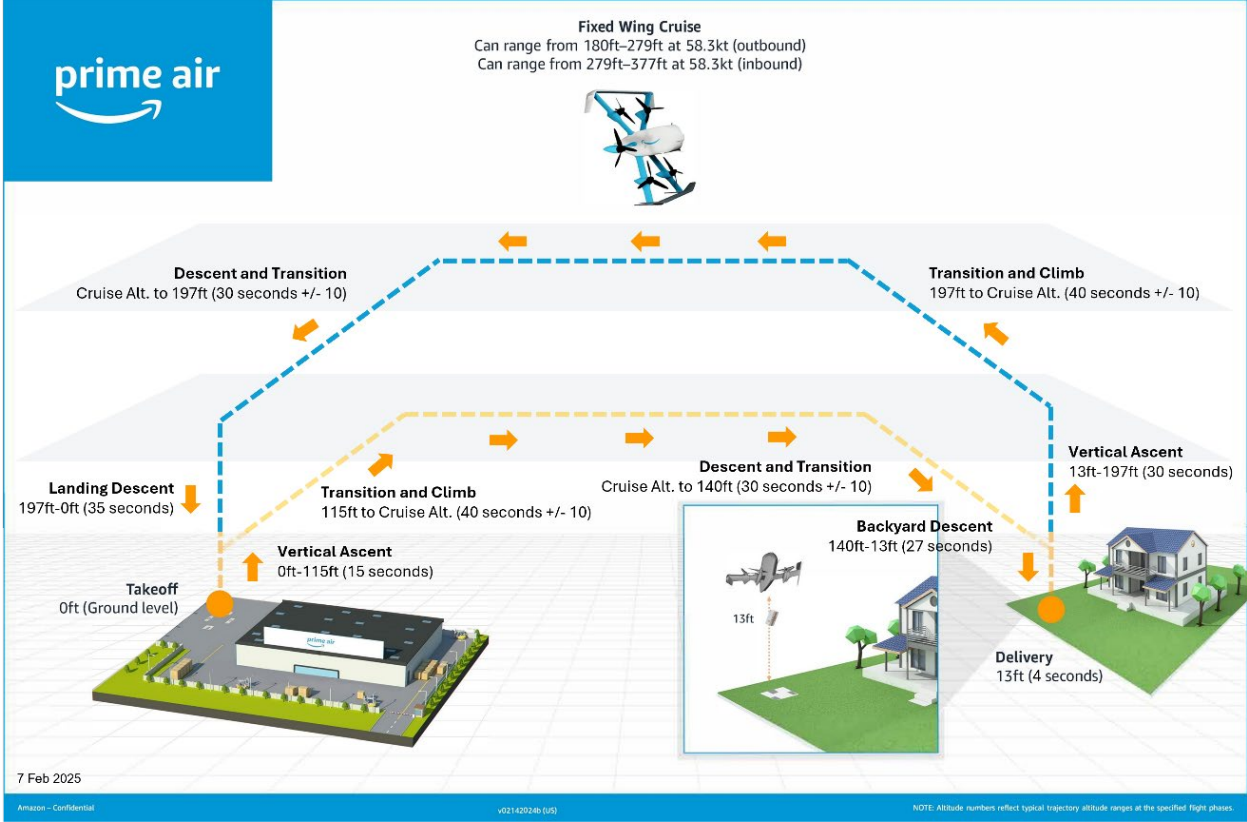 prime air
Fixed Wing Cruise
Can range from 180ft–279ft at 58.3kt (outbound)
Can range from 279ft–377ft at 58.3kt (inbound)
Descent and Transition
Cruise Alt. to 197ft (30 seconds +/- 10)
Transition and Climb
197ft to Cruise Alt. (40 seconds +/- 10)
Landing Descent
197ft-0ft (35 seconds)
Transition and Climb
115ft to Cruise Alt. (40 seconds +/- 10)
Descent and Transition
Cruise Alt. to 140ft (30 seconds +/- 10)
Vertical Ascent
13ft-197ft (30 seconds)
Backyard Descent
140ft-13ft (27 seconds)
Vertical Ascent
0ft-115ft (15 seconds)
Takeoff
0ft (Ground level)
prime air
13ft
Delivery
13ft (4 seconds)
7 Feb 2025
Amazon – Confidential
v02142024b (US)
NOTE: Altitude numbers reflect typical trajectory altitude ranges at the specified flight phases.